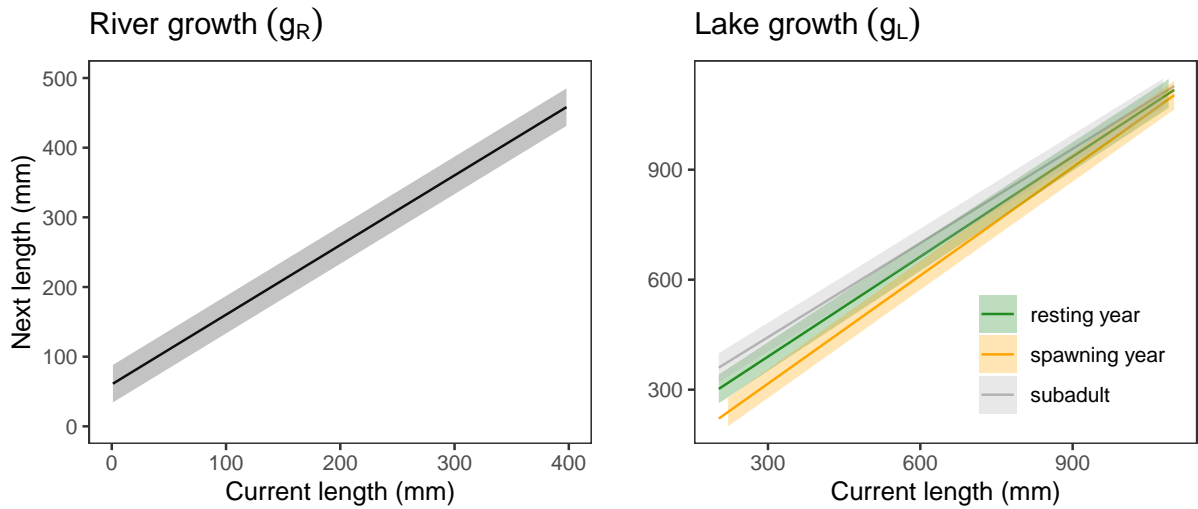 River growth (gR)
Next length (mm)
500
400
300
200
100
0
0 100 200 300 400
Current length (mm)
Lake growth (gL)
900
600
300
resting year
spawning year
subadult
300 600 900
Current length (mm)